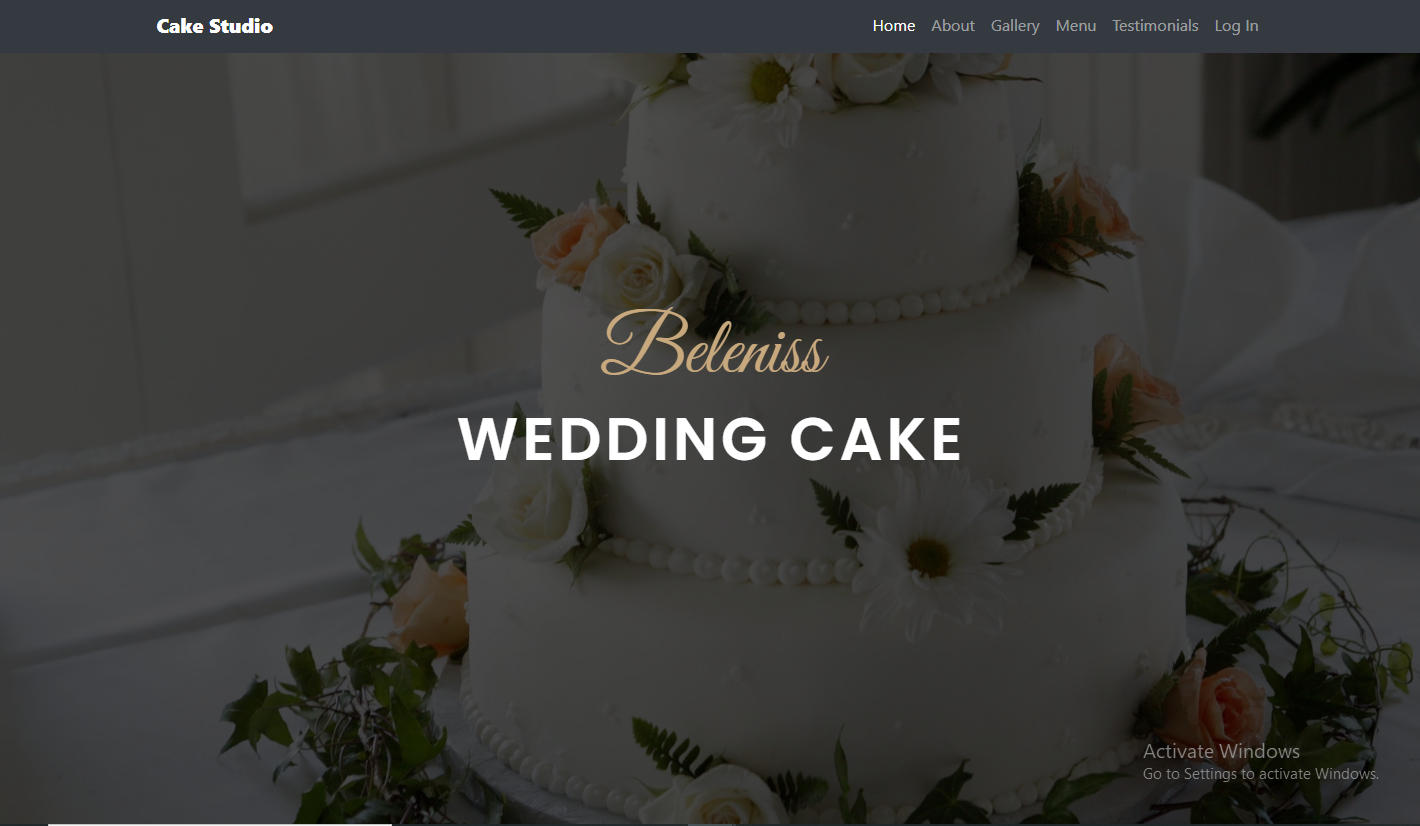 Cake Studio
Home About Gallery Menu Testimonials Log In
Beleniss
WEDDING CAKE
Activate Windows
Go to Settings to activate Windows.